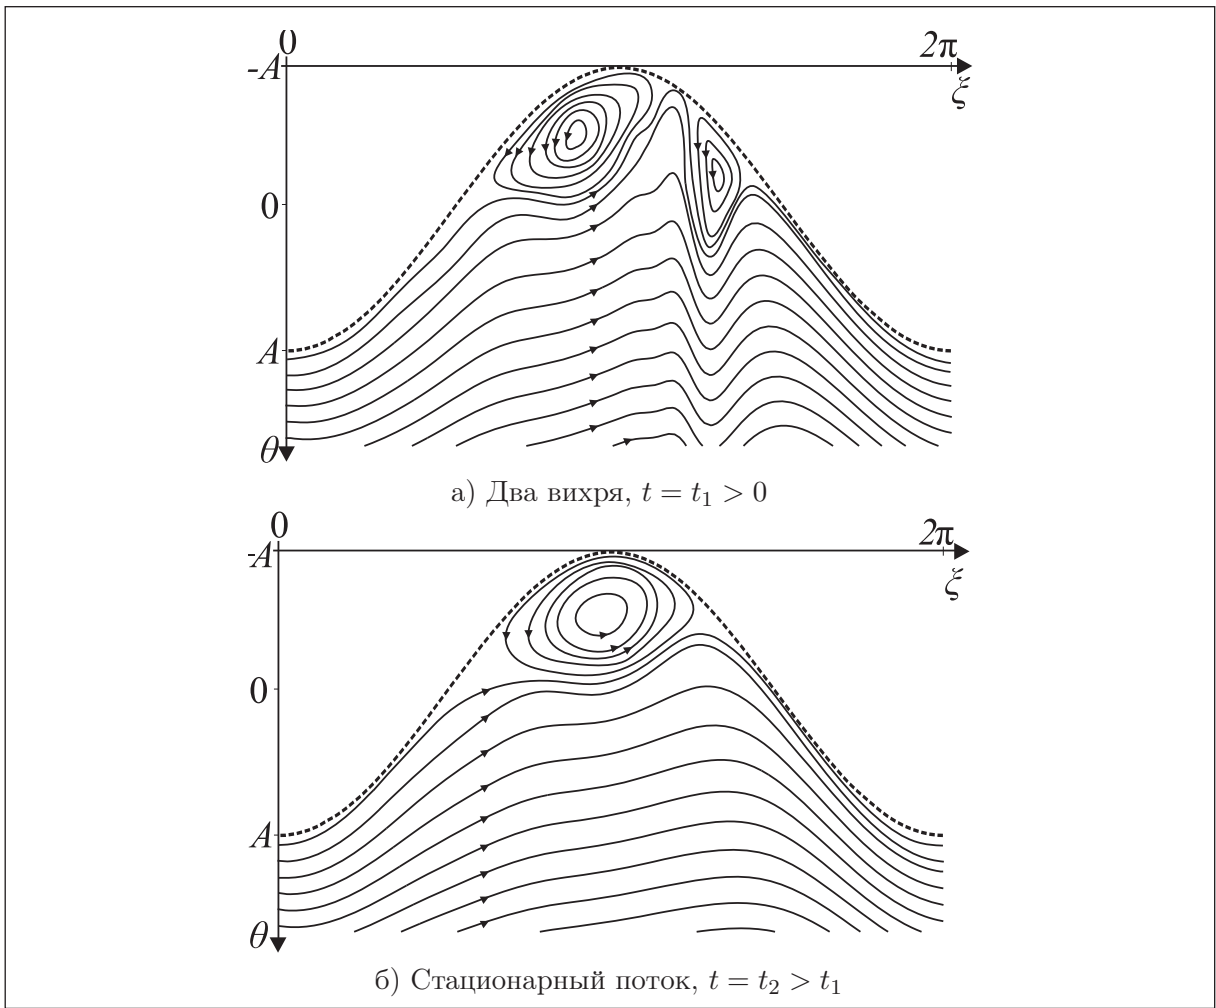 0
2π
-A
ξ
0
A
θ
а) Два вихря, t = t₁ > 0
0
2π
-A
ξ
0
A
θ
б) Стационарный поток, t = t₂ > t₁